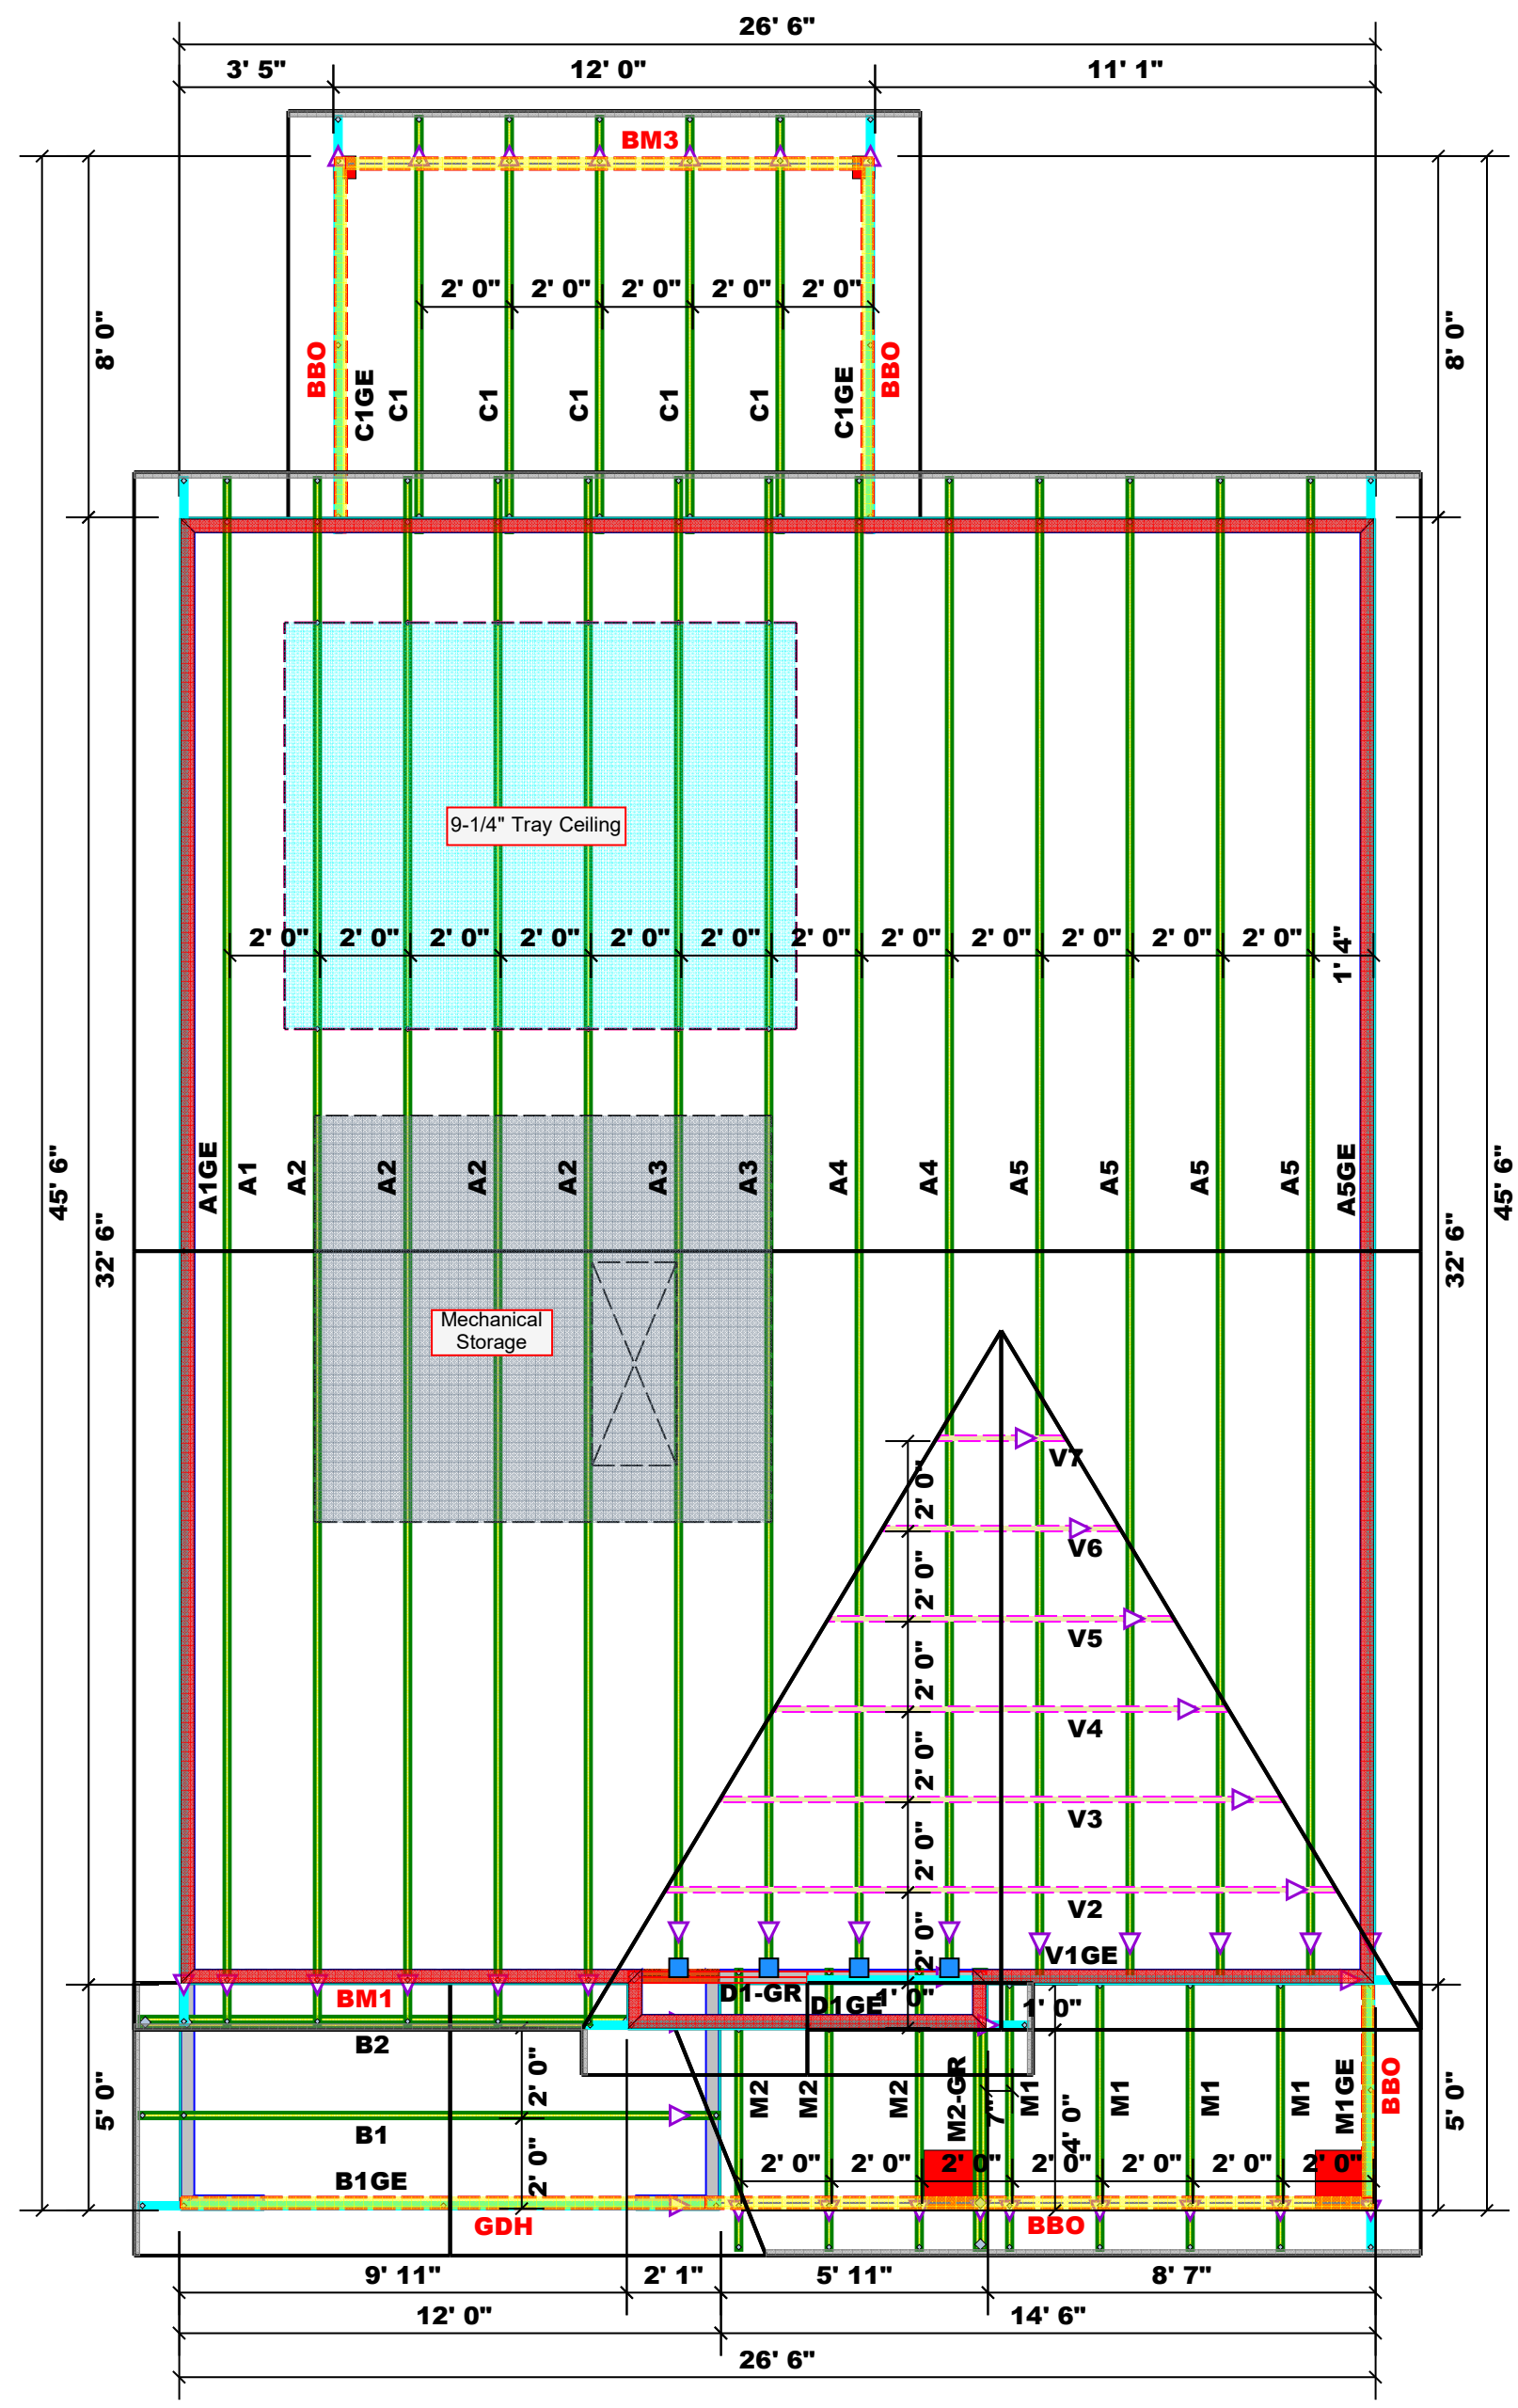 26' 6"
3' 5"
12' 0"
11' 1"
BM3
2' 0"
2' 0"
2' 0"
2' 0"
2' 0"
8' 0"
8' 0"
BBO
C1GE
C1
C1
C1
C1
C1
C1GE
BBO
9-1/4" Tray Ceiling
2' 0"
2' 0"
2' 0"
2' 0"
2' 0"
2' 0"
2' 0"
2' 0"
2' 0"
2' 0"
2' 0"
2' 0"
1' 4"
45' 6"
32' 6"
A1GE
A1
A2
A2
A2
A2
A3
A3
A4
A4
A5
A5
A5
A5
A5GE
32' 6"
45' 6"
Mechanical
Storage
V7
2' 0"
V6
2' 0"
V5
2' 0"
V4
2' 0"
V3
2' 0"
V2
2' 0"
V1GE
BM1
D1-GR
D1GE
1' 0"
1' 0"
B2
5' 0"
2' 0"
M2
M2
M2
M2-GR
7"
M1
4' 0"
M1
M1
M1
M1GE
BBO
5' 0"
B1
2' 0"
2' 0"
2' 0"
2' 0"
2' 0"
2' 0"
2' 0"
2' 0"
B1GE
GDH
BBO
9' 11"
2' 1"
5' 11"
8' 7"
12' 0"
14' 6"
26' 6"